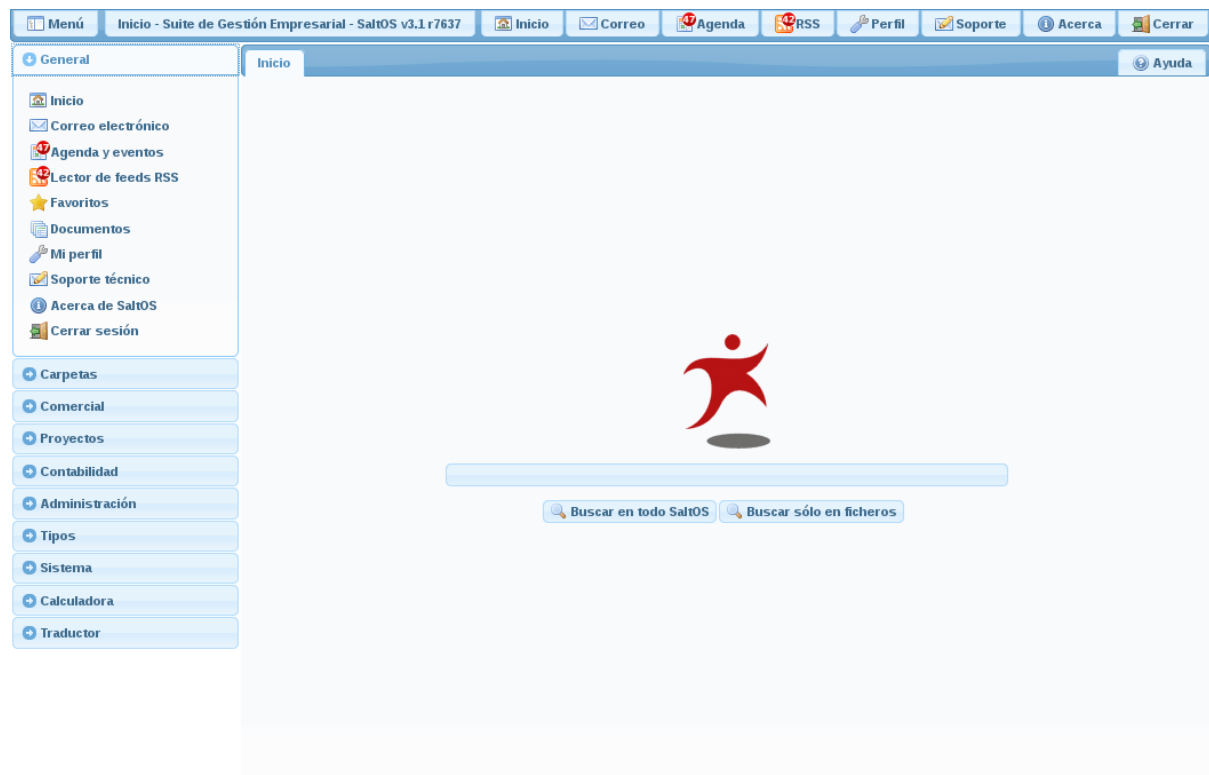 Menú Inicio - Suite de Gestión Empresarial - SaltOS v3.1 r7637 Inicio Correo 47 Agenda 42 RSS Perfil Soporte Acerca Cerrar
General
Inicio Ayuda
Inicio
Correo electrónico
47 Agenda y eventos
42 Lector de feeds RSS
Favoritos
Documentos
Mi perfil
Soporte técnico
Acerca de SaltOS
Cerrar sesión
Carpetas
Comercial
Proyectos
Contabilidad
Administración
Tipos
Sistema
Calculadora
Traductor
Buscar en todo SaltOS Buscar sólo en ficheros